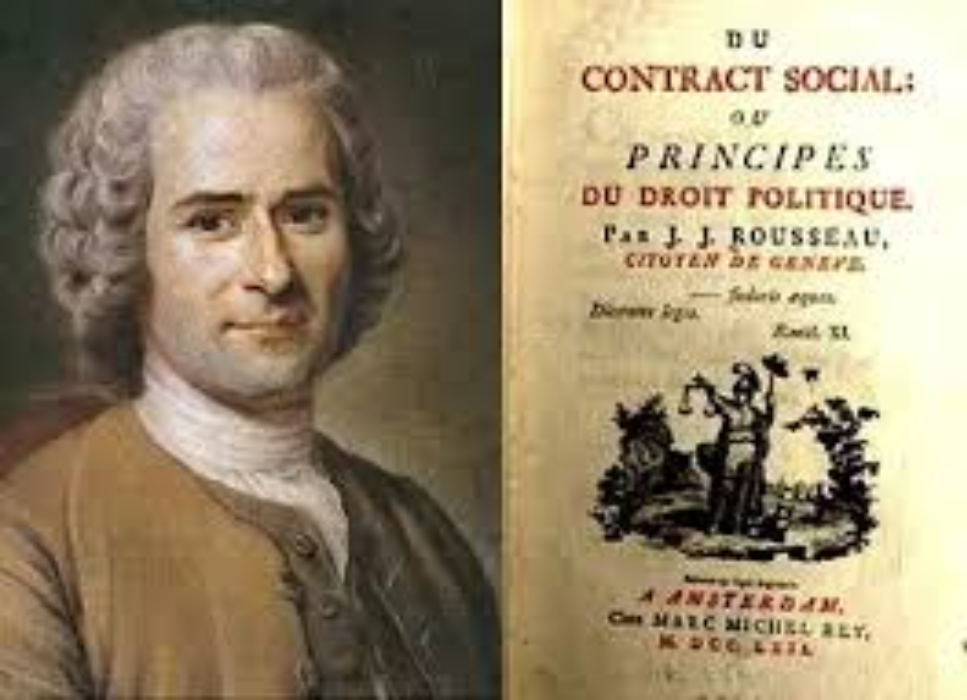 DU
CONTRACT SOCIAL:
OU
PRINCIPES
DU DROIT POLITIQUE.
PAR J. J. ROUSSEAU,
CITOYEN DE GENEVE.
— fœderis æquas
Dicamus leges.
Æneid. XI.
A AMSTERDAM,
Chez MARC MICHEL REY,
M. DCC. LXII.